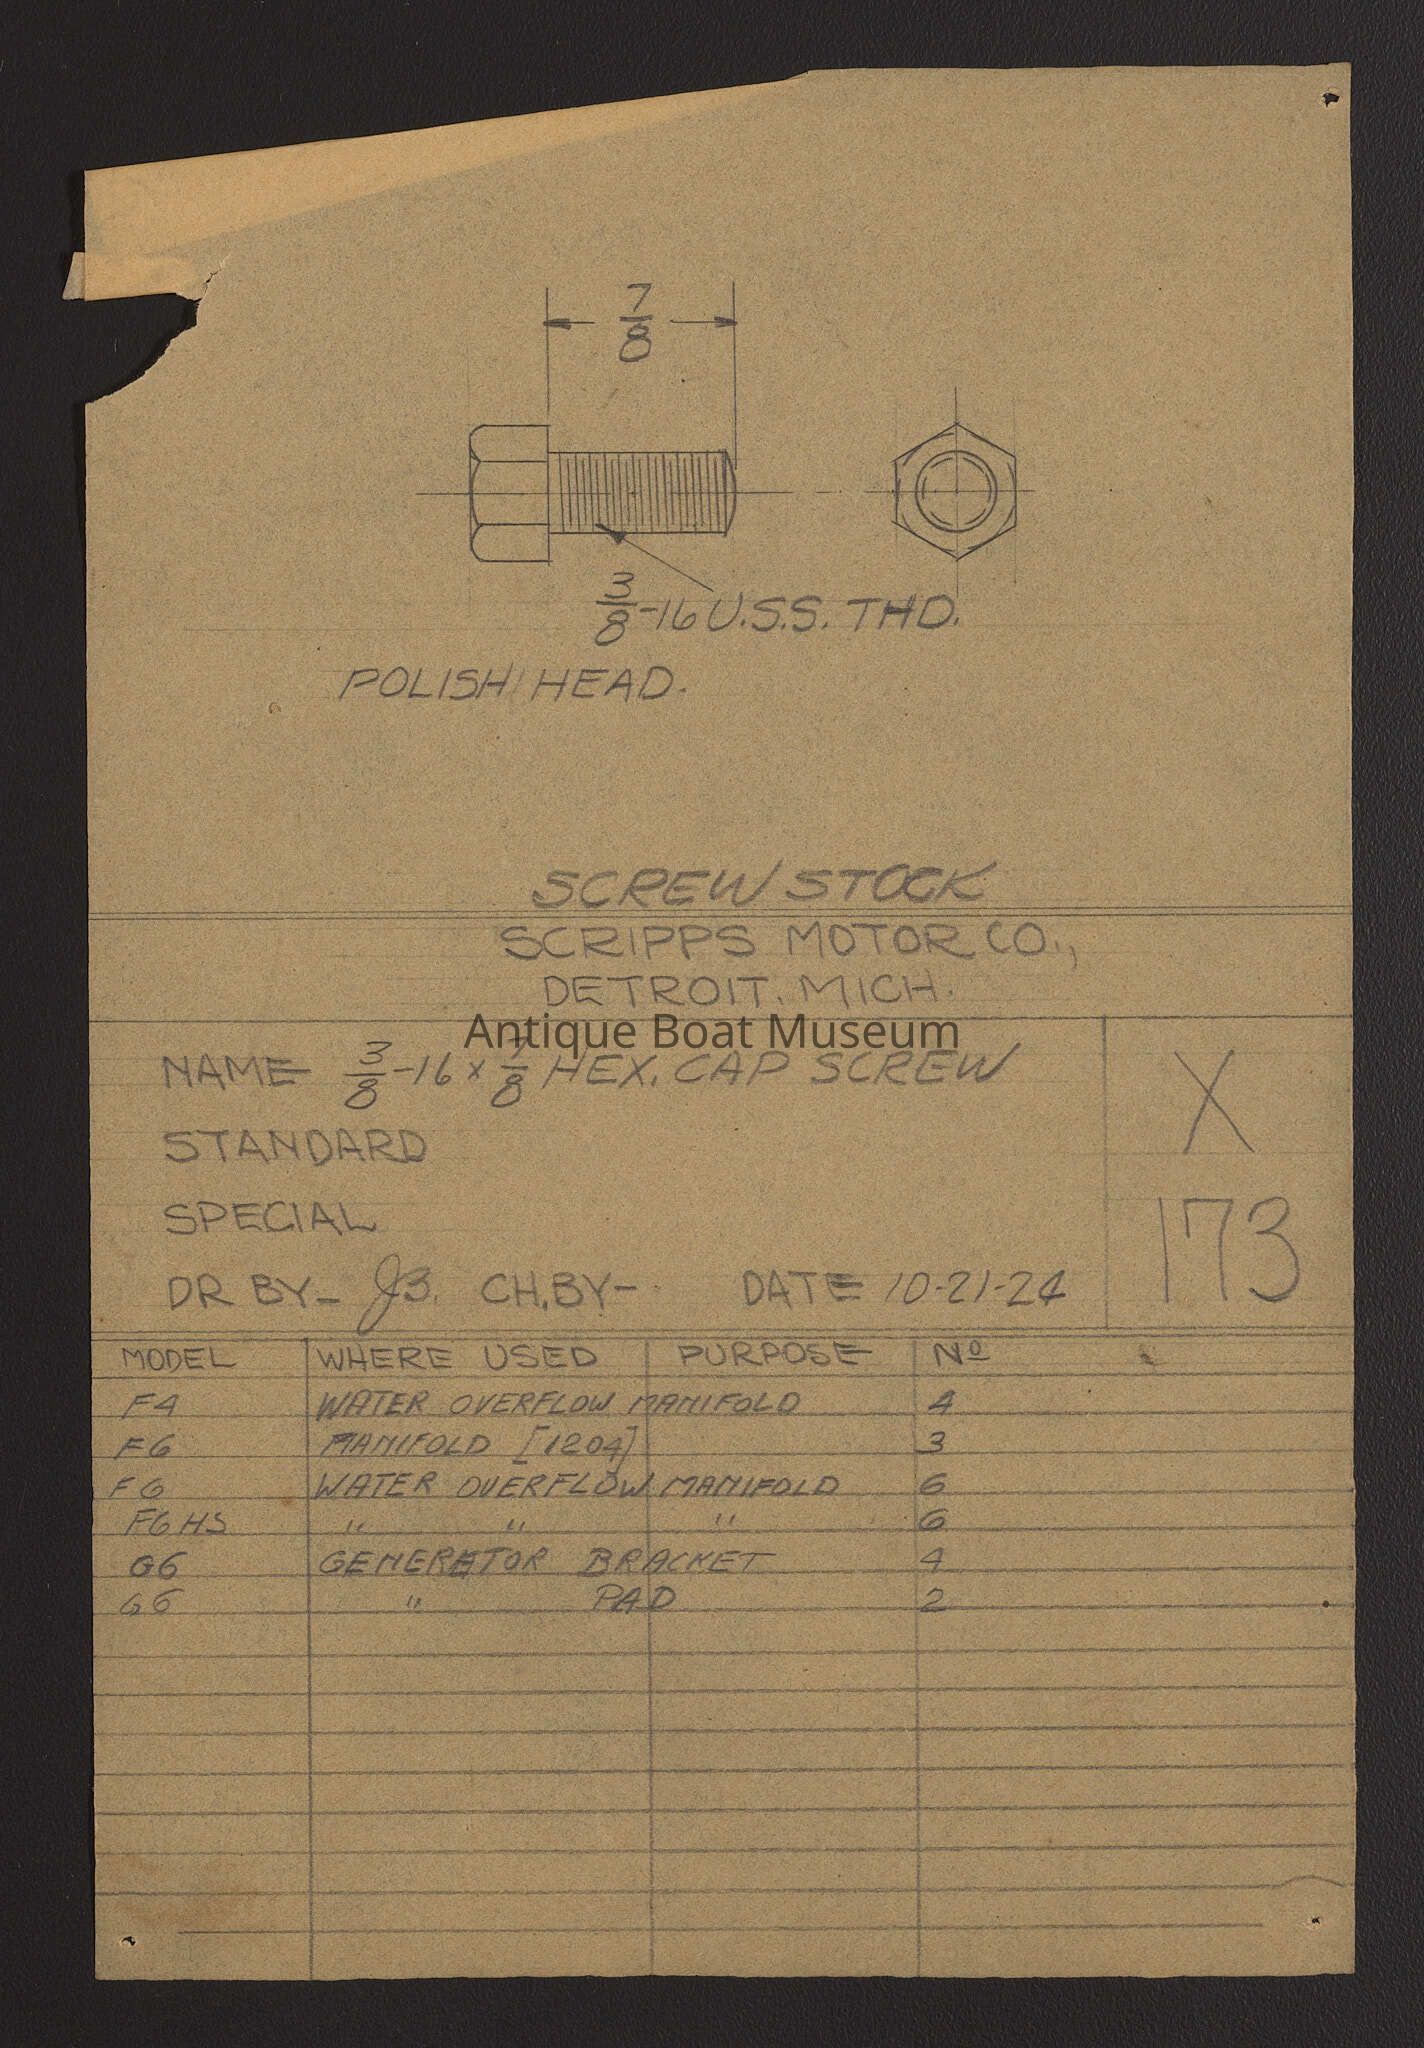 7/8
3/8-16 U.S.S. THD.
POLISH HEAD.
SCREW STOCK
SCRIPPS MOTOR CO.,
DETROIT. MICH.
Antique Boat Museum
NAME 3/8-16 x 7/8 HEX. CAP SCREW
X
STANDARD
SPECIAL
173
DR BY- JB. CH. BY- DATE 10-21-24
MODEL WHERE USED PURPOSE No
F4 WATER OVERFLOW MANIFOLD 4
F6 MANIFOLD [1204] 3
F6 WATER OVERFLOW MANIFOLD 6
F6HS " " " 6
G6 GENERATOR BRACKET 4
G6 " PAD 2